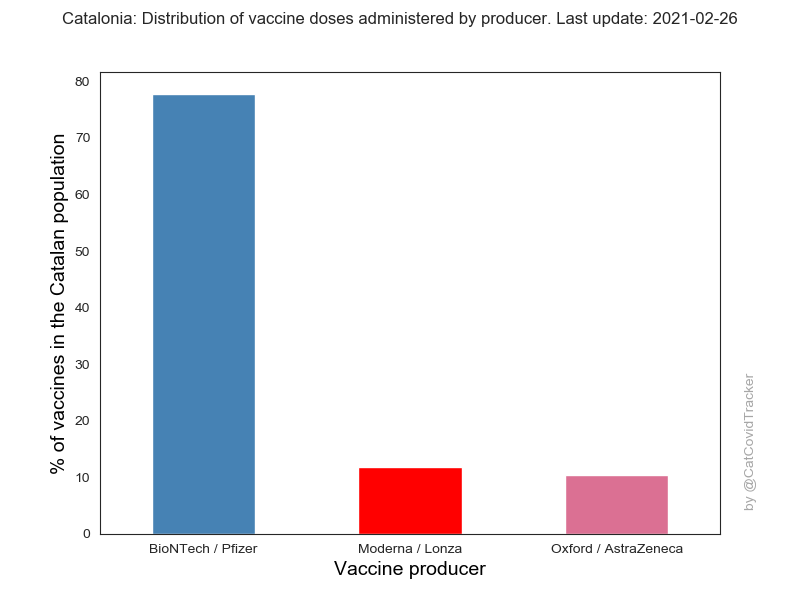 Catalonia: Distribution of vaccine doses administered by producer. Last update: 2021-02-26
% of vaccines in the Catalan population
80
70
60
50
40
30
20
10
0
BioNTech / Pfizer
Moderna / Lonza
Oxford / AstraZeneca
Vaccine producer
by @CatCovidTracker